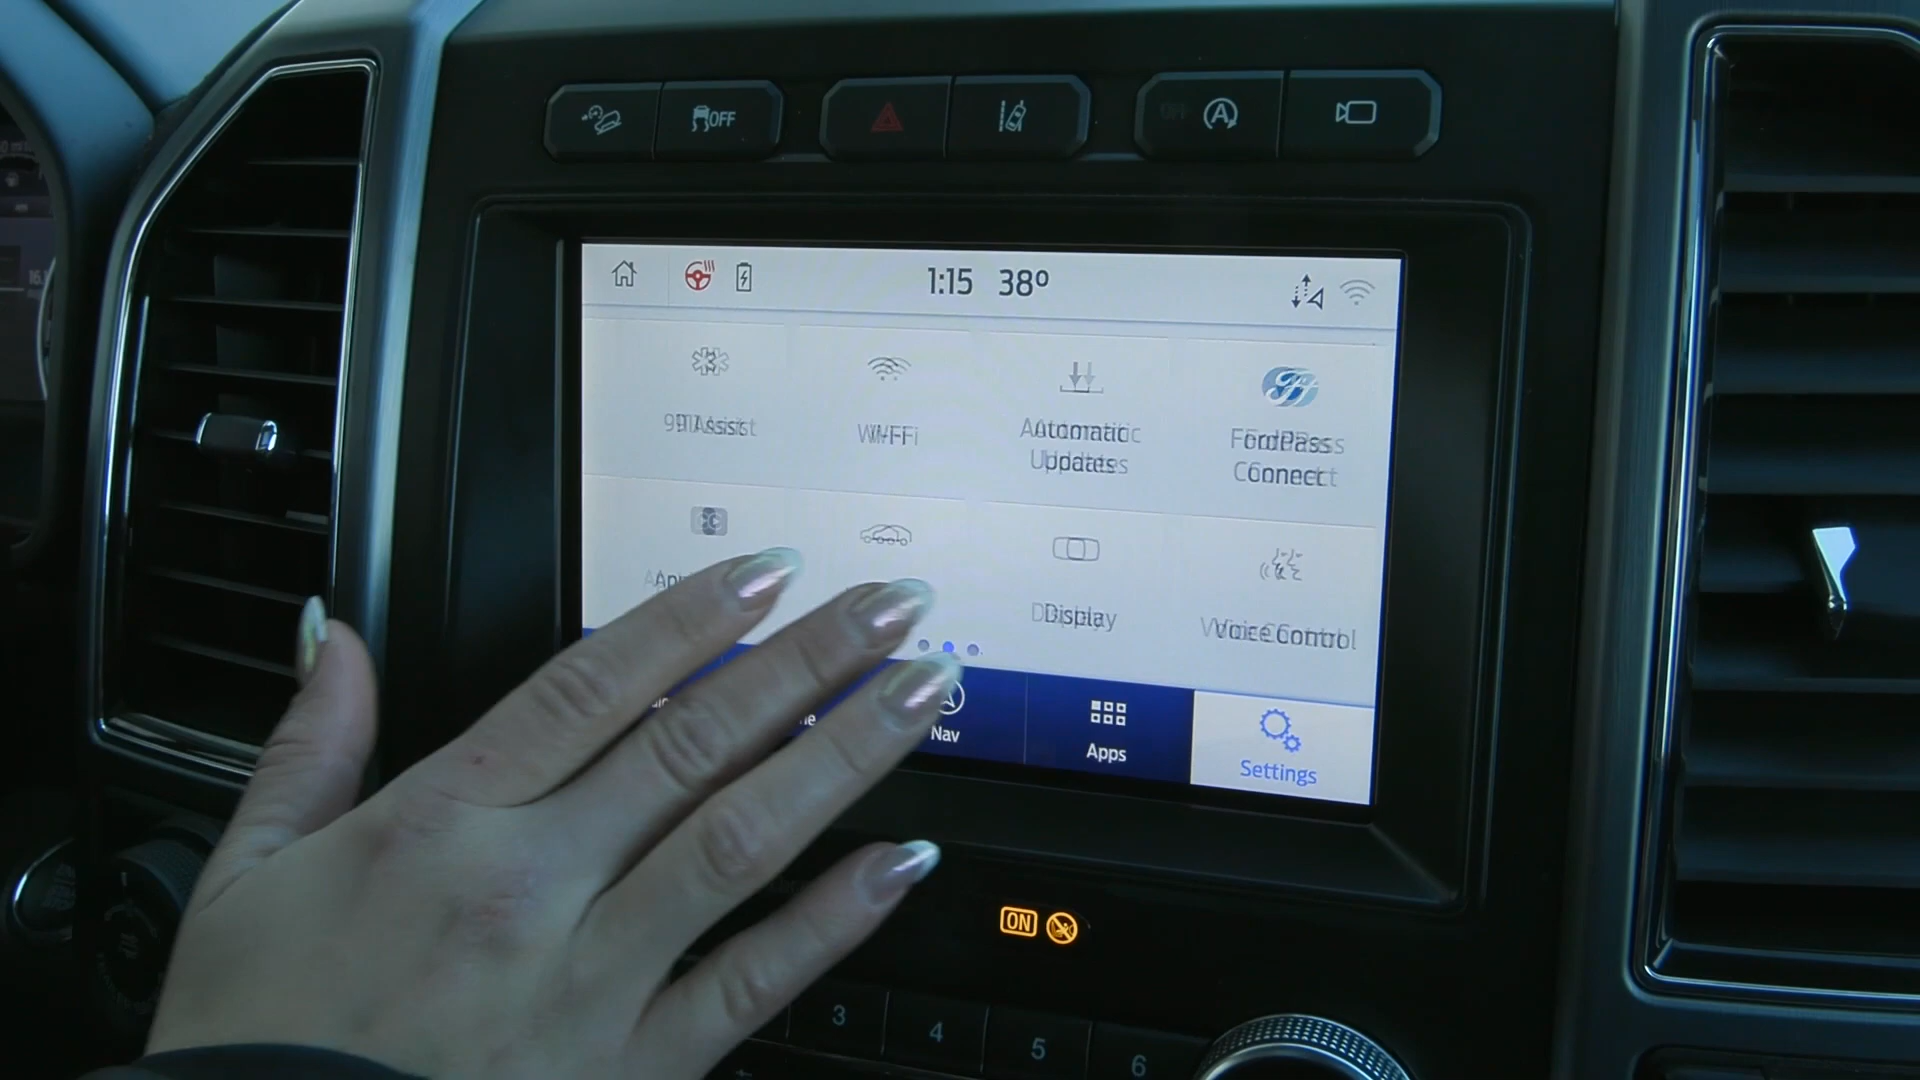 OFF
A
1:15 38º
911 Assist
Wi-Fi
Automatic
Updates
FordPass
Connect
Display
Voice Control
Nav
Apps
Settings
ON
3
4
5
6